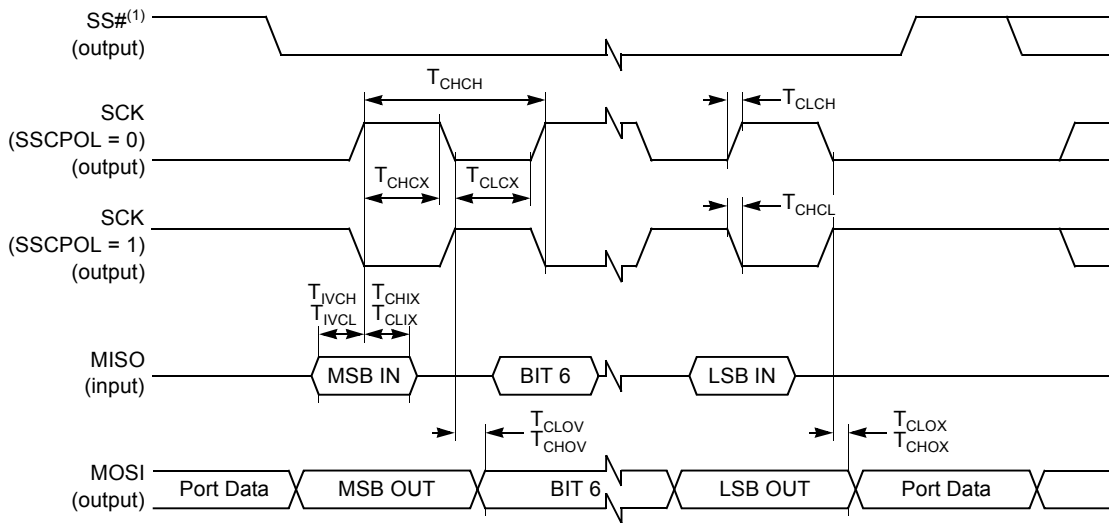 SS#(1)
(output)
TCHCH
SCK
(SSCPOL = 0)
(output)
TCLCH
TCHCX
TCLCX
SCK
(SSCPOL = 1)
(output)
TCHCL
TIVCH
TIVCL
TCHIX
TCLIX
MISO
(input)
MSB IN
BIT 6
LSB IN
TCLOV
TCHOV
TCLOX
TCHOX
MOSI
(output)
Port Data
MSB OUT
BIT 6
LSB OUT
Port Data